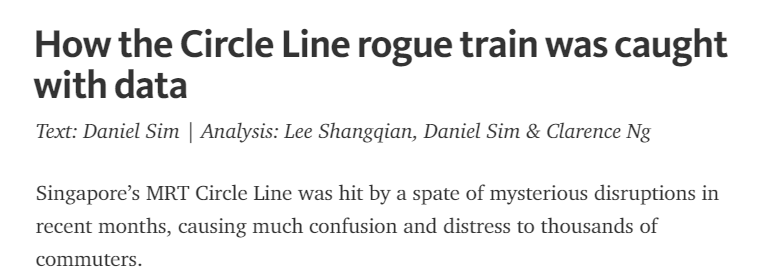 How the Circle Line rogue train was caught
with data
Text: Daniel Sim | Analysis: Lee Shangqian, Daniel Sim & Clarence Ng
Singapore’s MRT Circle Line was hit by a spate of mysterious disruptions in
recent months, causing much confusion and distress to thousands of
commuters.